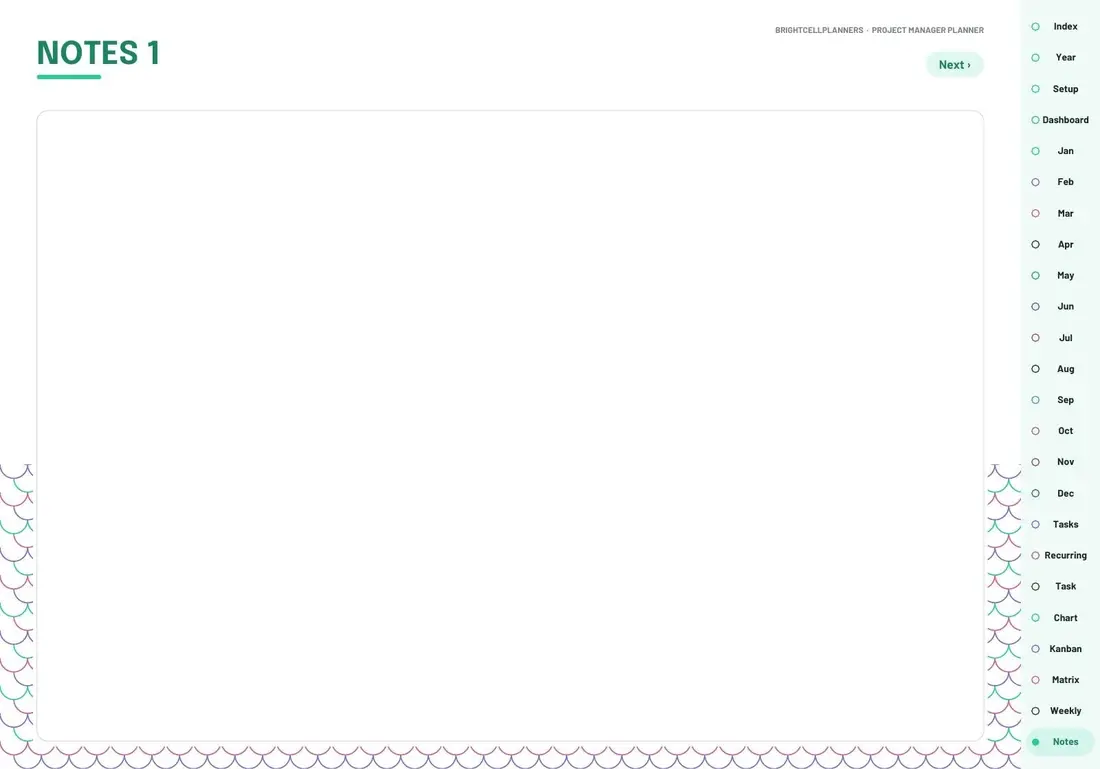 BRIGHTCELLPLANNERS · PROJECT MANAGER PLANNER
NOTES 1
Next ›
Index
Year
Setup
Dashboard
Jan
Feb
Mar
Apr
May
Jun
Jul
Aug
Sep
Oct
Nov
Dec
Tasks
Recurring
Task
Chart
Kanban
Matrix
Weekly
Notes